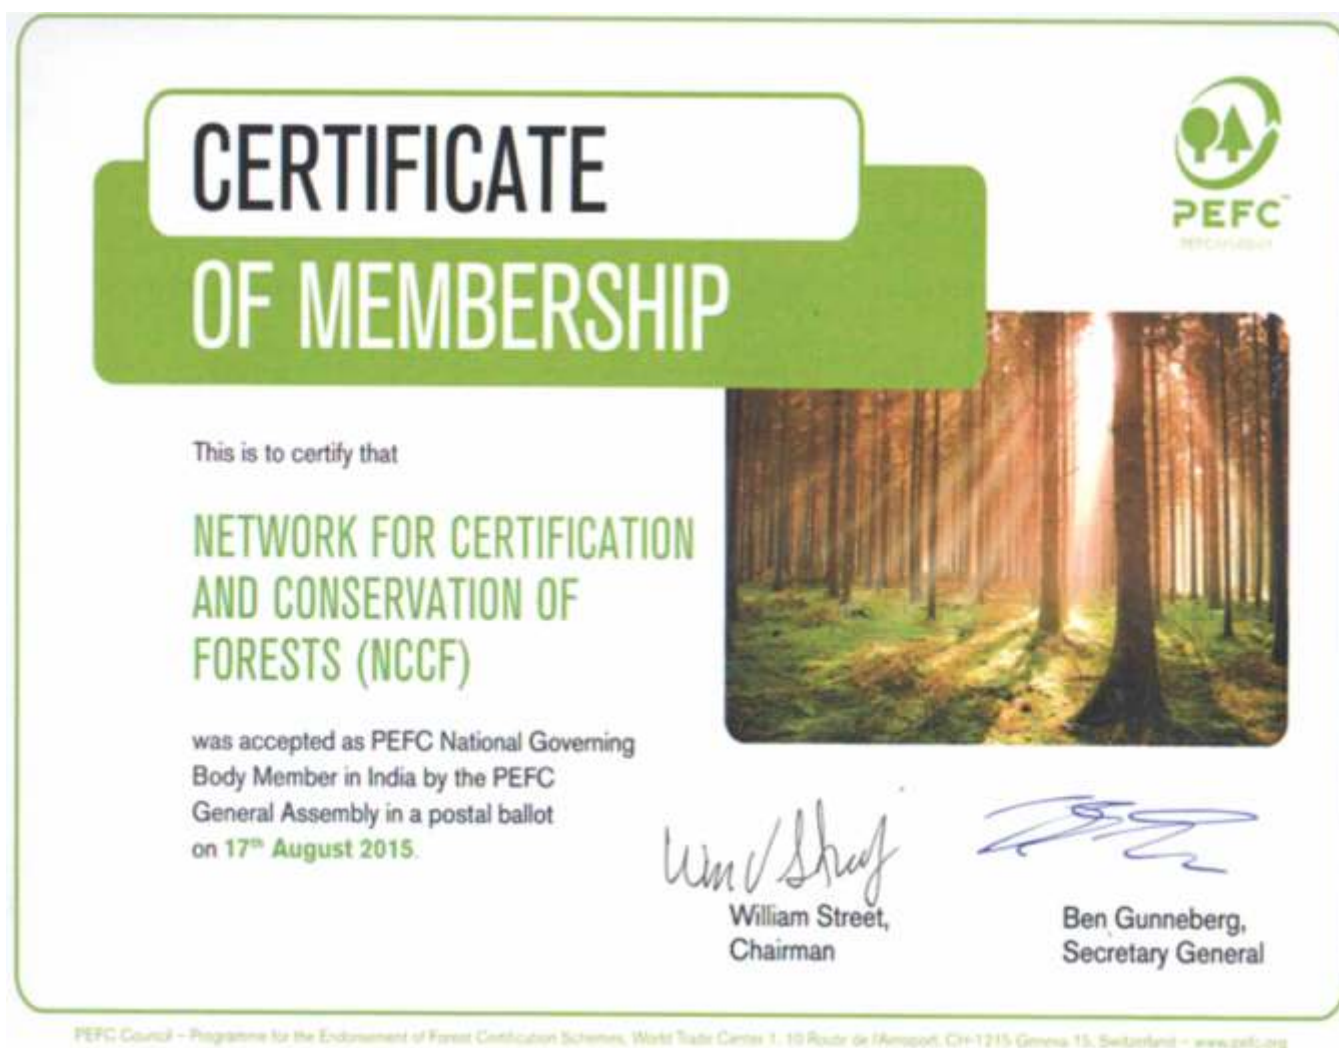 CERTIFICATE
OF MEMBERSHIP
PEFC™
This is to certify that
NETWORK FOR CERTIFICATION
AND CONSERVATION OF
FORESTS (NCCF)
was accepted as PEFC National Governing
Body Member in India by the PEFC
General Assembly in a postal ballot
on 17th August 2015.
William Street,
Chairman
Ben Gunneberg,
Secretary General
PEFC Council – Programme for the Endorsement of Forest Certification Schemes, World Trade Center 1, 10 Route de l'Aéroport, CH-1215 Geneva 15, Switzerland – www.pefc.org